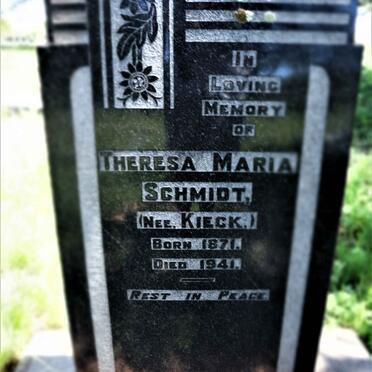 In
Loving
Memory
of
Theresa Maria
Schmidt,
(Nee, Kieck.)
Born 1871.
Died 1941.
Rest in Peace.